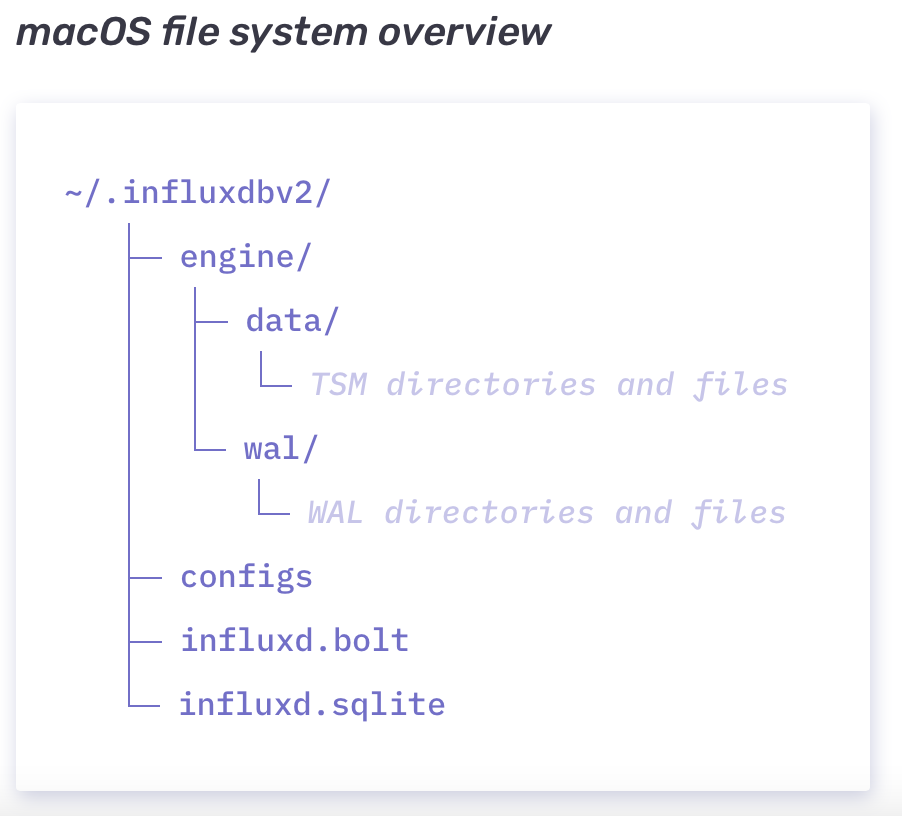 macOS file system overview
~/.influxdbv2/
engine/
data/
TSM directories and files
wal/
WAL directories and files
configs
influxd.bolt
influxd.sqlite